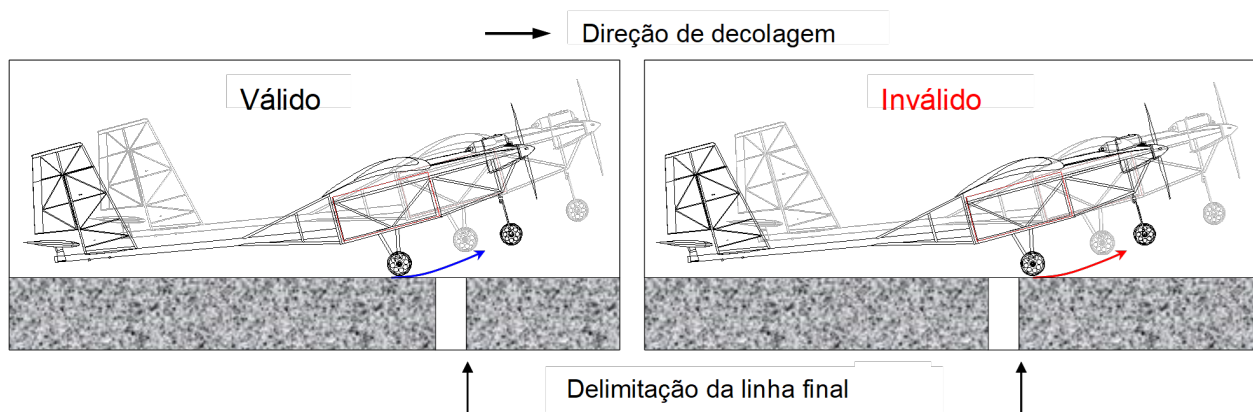 Direção de decolagem
Válido
Inválido
Delimitação da linha final